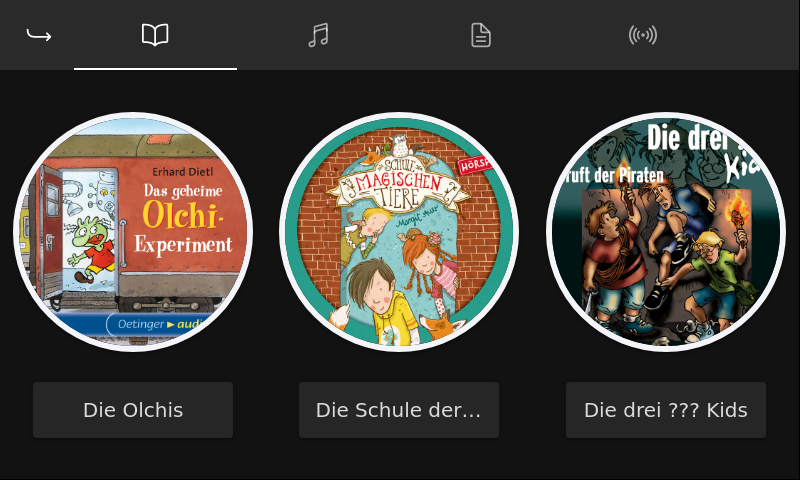 Erhard Dietl
Das geheime
Olchi-
Experiment
Oetinger audi
SCHULE
MAGISCHEN
TIERE
Margit Auer
HÖRSP
Die drei
Kids
ruft der Piraten
Die Olchis
Die Schule der...
Die drei ??? Kids